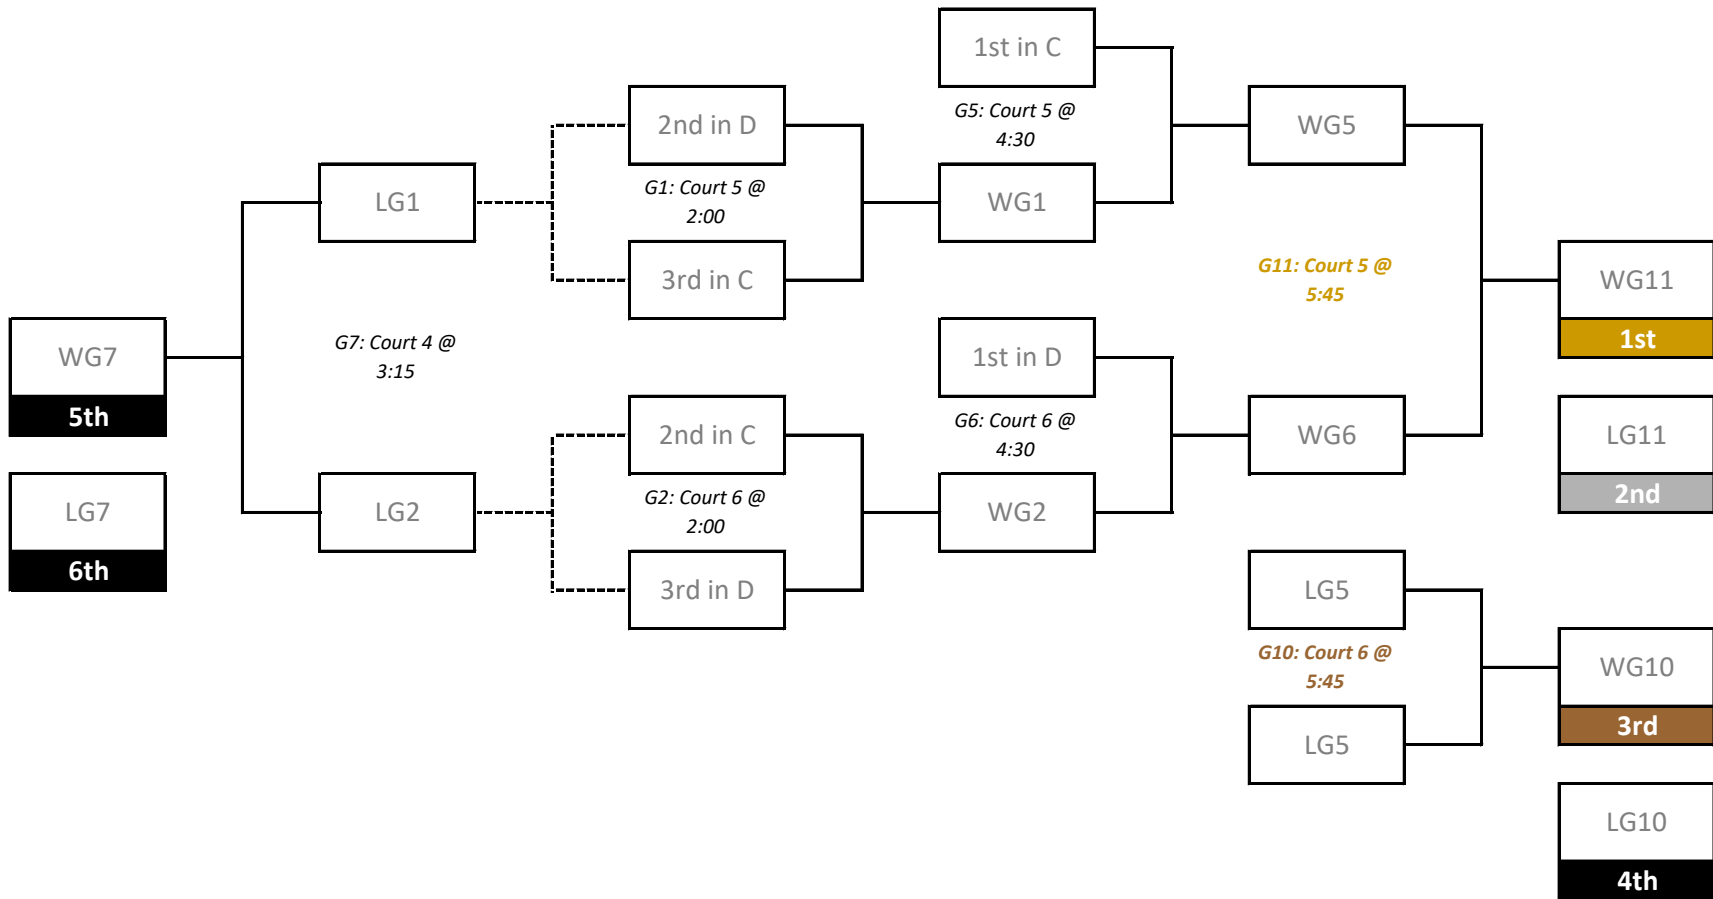 1st in C
2nd in D
G5: Court 5 @
4:30
WG5
LG1
G1: Court 5 @
2:00
WG1
3rd in C
G11: Court 5 @
5:45
WG11
1st
WG7
5th
G7: Court 4 @
3:15
1st in D
2nd in C
G6: Court 6 @
4:30
WG6
LG11
2nd
LG7
6th
LG2
G2: Court 6 @
2:00
WG2
3rd in D
LG5
G10: Court 6 @
5:45
WG10
3rd
LG5
LG10
4th